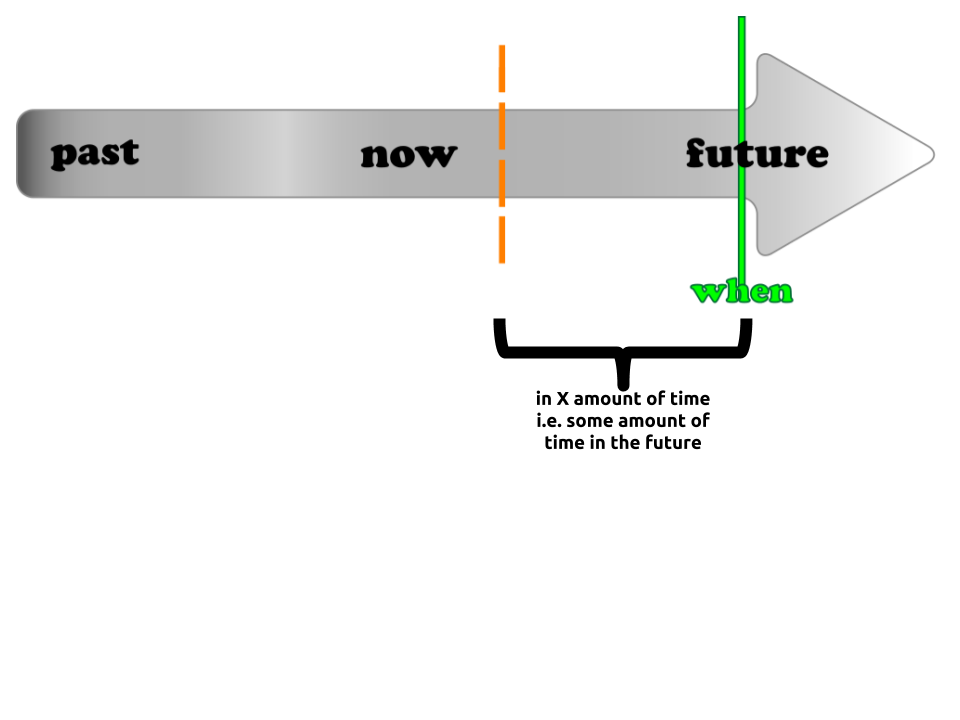 past now future
when
in X amount of time
i.e. some amount of
time in the future